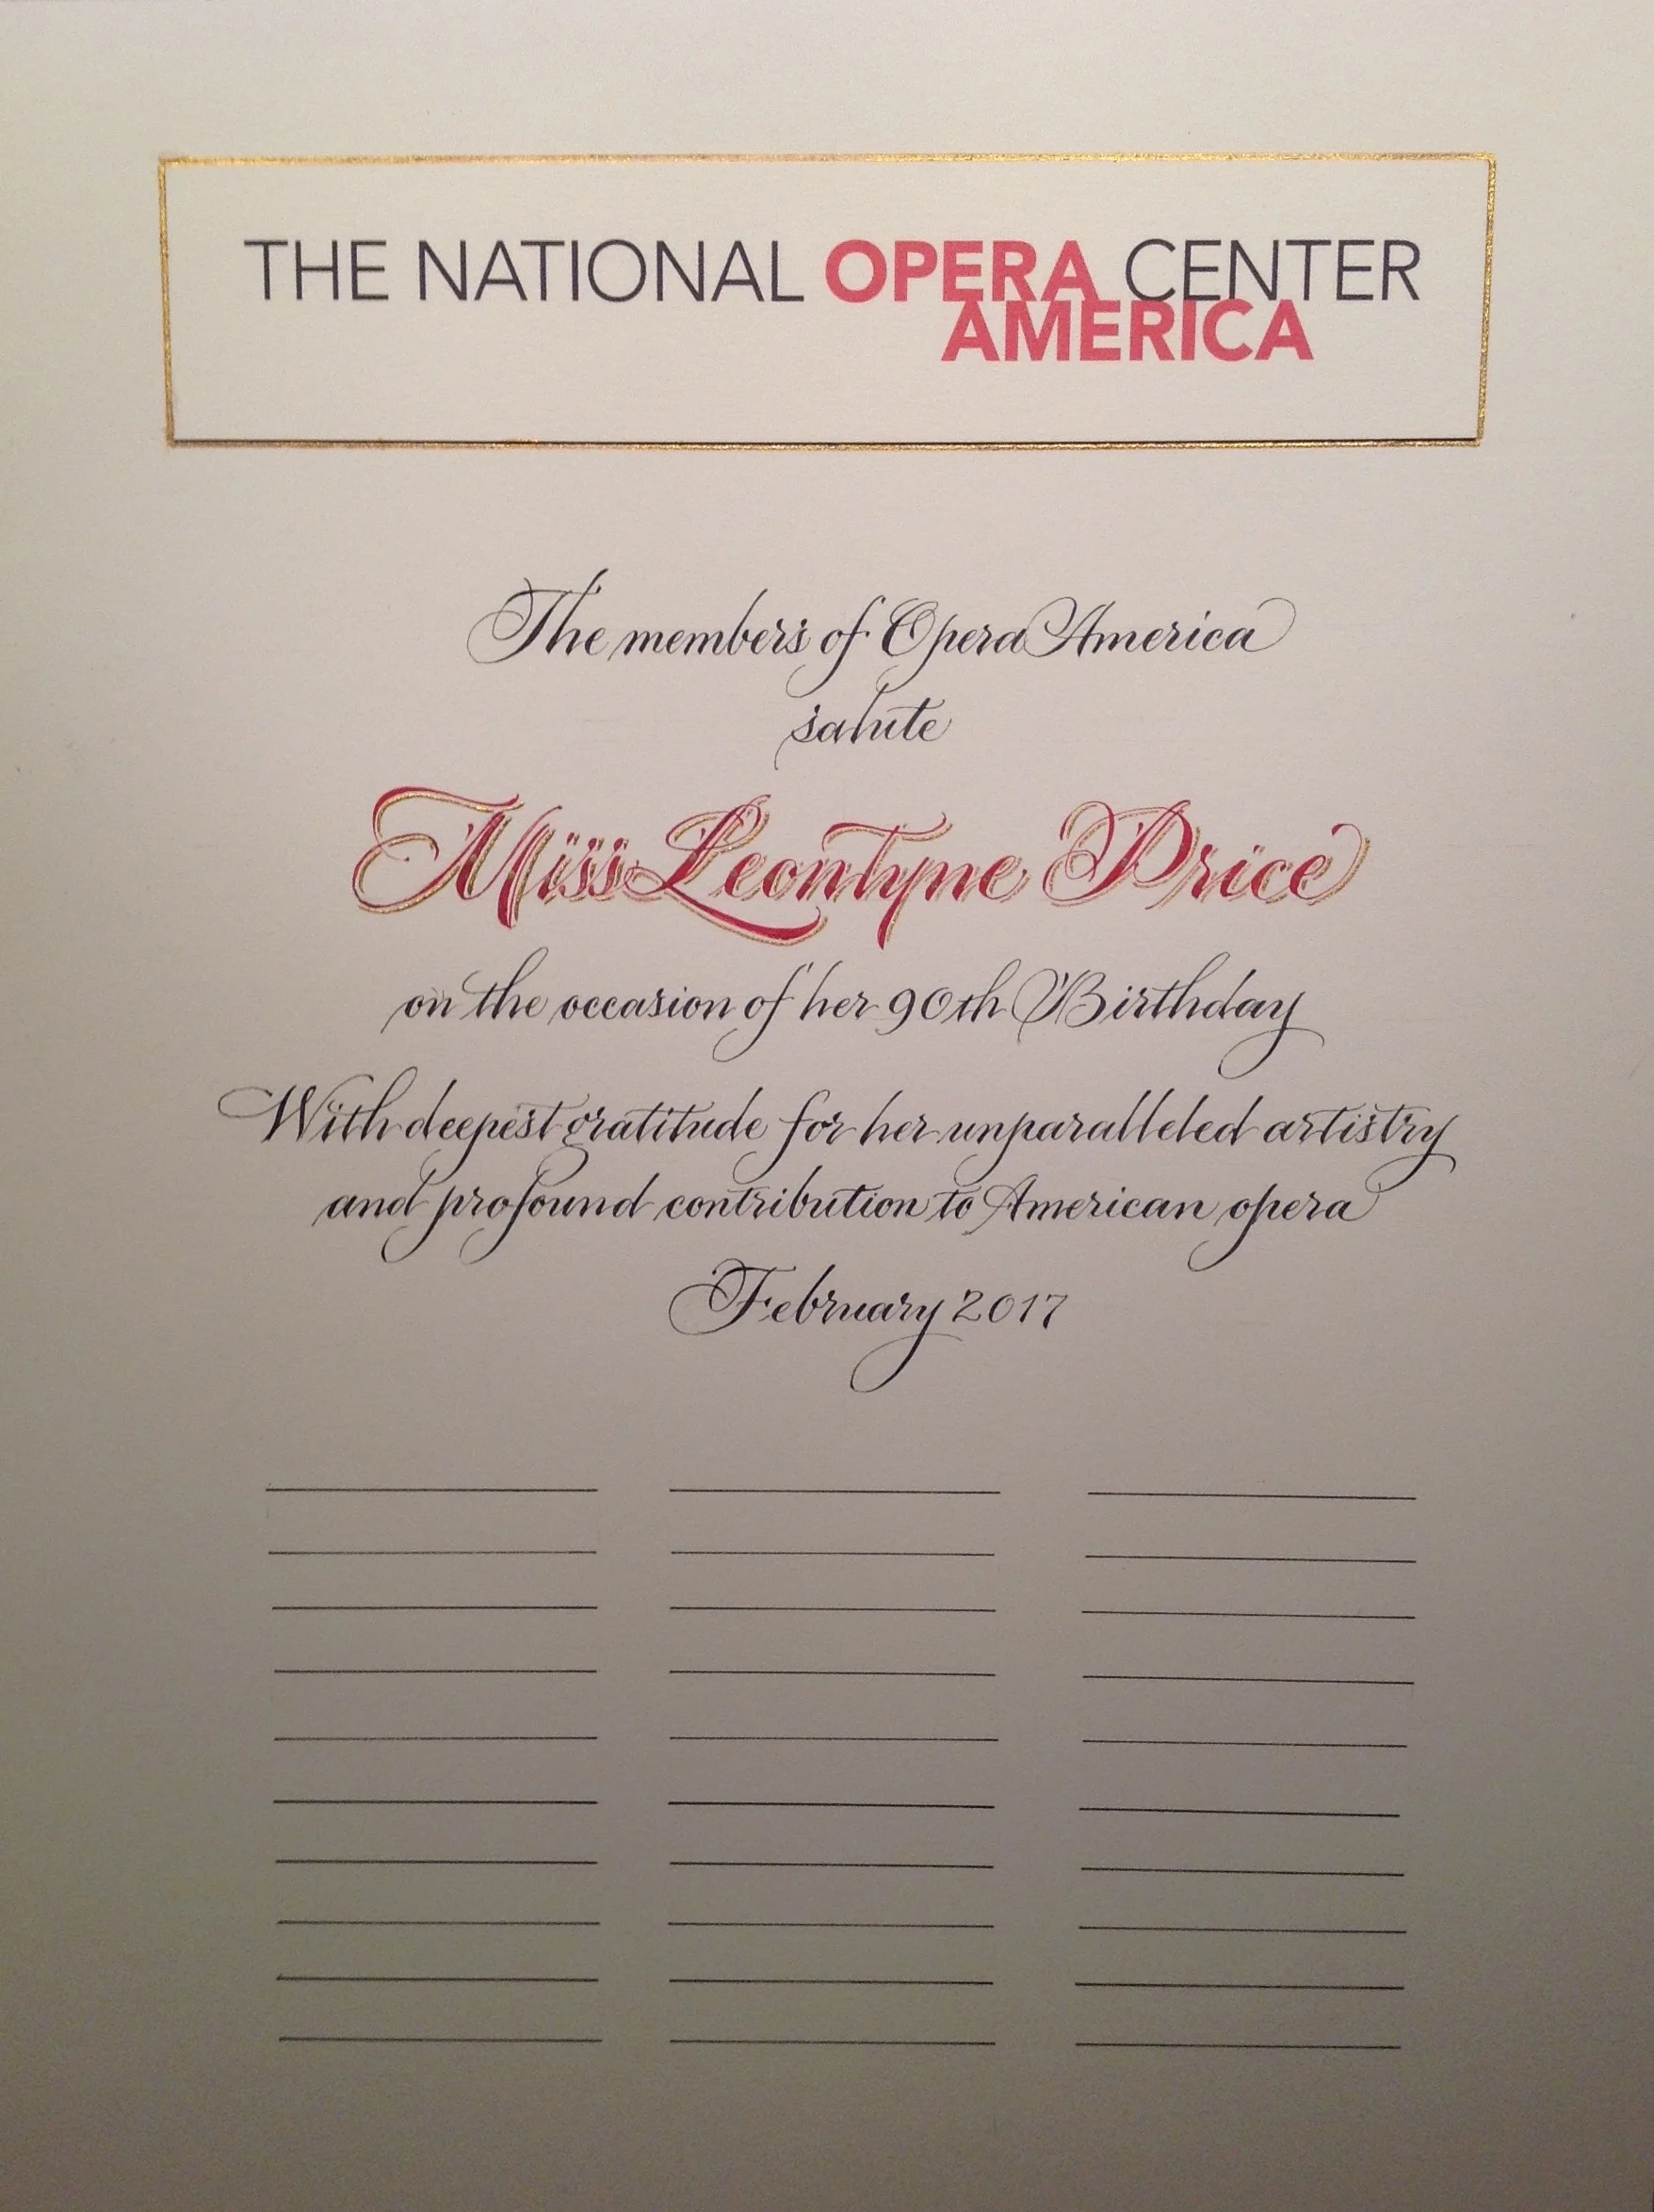 THE NATIONAL OPERA CENTER
AMERICA
The members of Opera America
salute
Miss Leontyne Price
on the occasion of her 90th Birthday
With deepest gratitude for her unparalleled artistry
and profound contribution to American opera
February 2017